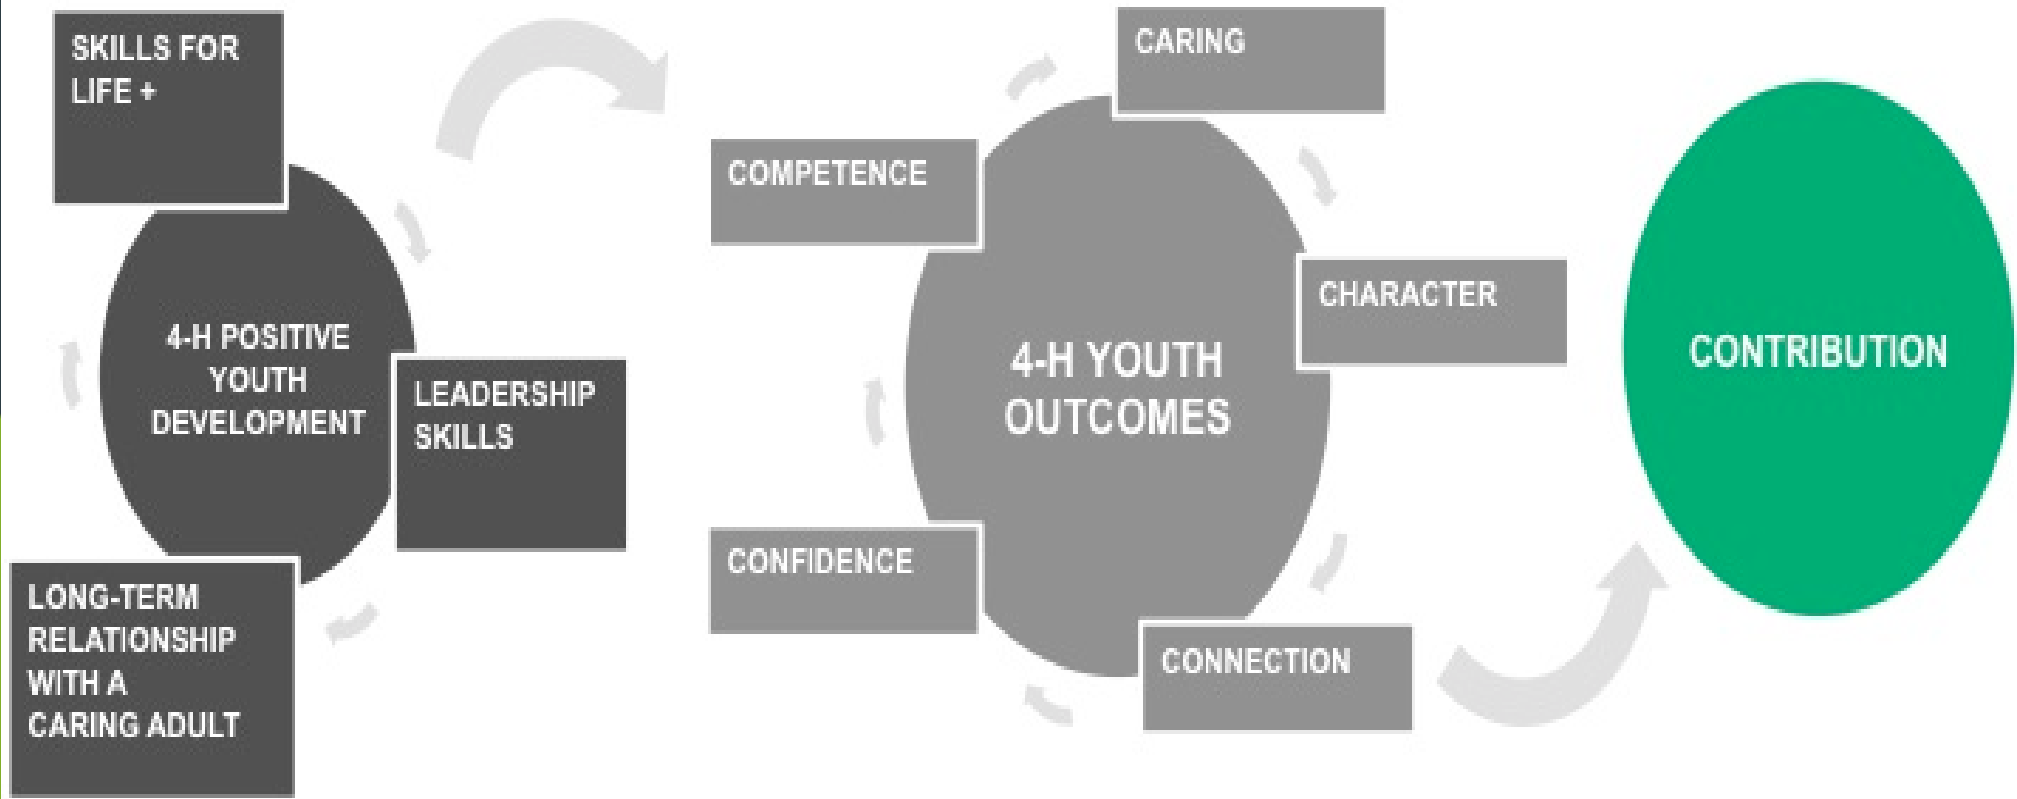 SKILLS FOR
LIFE +
4-H POSITIVE
YOUTH
DEVELOPMENT
LEADERSHIP
SKILLS
LONG-TERM
RELATIONSHIP
WITH A
CARING ADULT
CARING
COMPETENCE
CHARACTER
4-H YOUTH
OUTCOMES
CONFIDENCE
CONNECTION
CONTRIBUTION